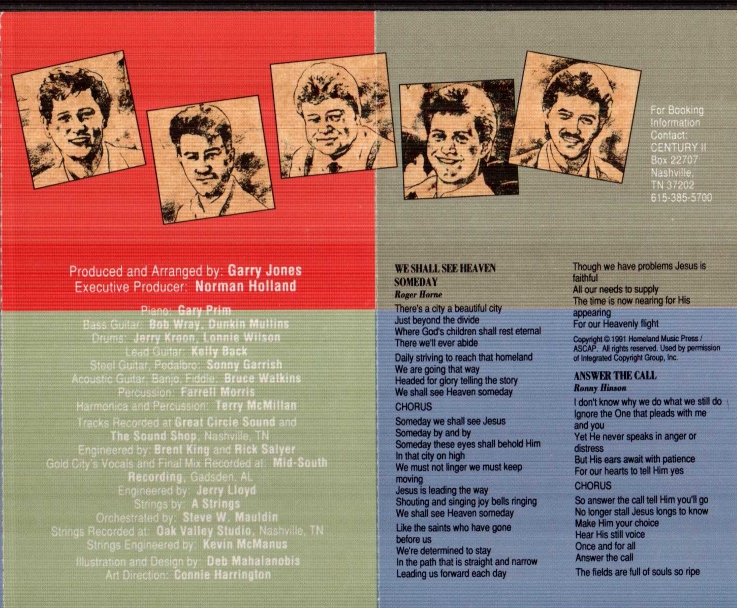 For Booking
Information
Contact:
CENTURY II
Box 22707
Nashville,
TN 37202
615-385-5700
Produced and Arranged by: Garry Jones
Executive Producer: Norman Holland
Piano: Gary Prim
Bass Guitar: Bob Wray, Dunkin Mullins
Drums: Jerry Kroon, Lonnie Wilson
Lead Guitar: Kelly Back
Steel Guitar, Pedalbro: Sonny Garrish
Acoustic Guitar, Banjo, Fiddle: Bruce Watkins
Percussion: Farrell Morris
Harmonica and Percussion: Terry McMillan
Tracks Recorded at Great Circle Sound and
The Sound Shop, Nashville, TN
Engineered by: Brent King and Rick Salyer
Gold City's Vocals and Final Mix Recorded at: Mid-South
Recording, Gadsden, AL
Engineered by: Jerry Lloyd
Strings by: A Strings
Orchestrated by: Steve W. Mauldin
Strings Recorded at: Oak Valley Studio, Nashville, TN
Strings Engineered by: Kevin McManus
Illustration and Design by: Deb Mahalanobis
Art Direction: Connie Harrington
WE SHALL SEE HEAVEN
SOMEDAY
Roger Horne
There's a city a beautiful city
Just beyond the divide
Where God's children shall rest eternal
There we'll ever abide
Daily striving to reach that homeland
We are going that way
Headed for glory telling the story
We shall see Heaven someday
CHORUS
Someday we shall see Jesus
Someday by and by
Someday these eyes shall behold Him
In that city on high
We must not linger we must keep
moving
Jesus is leading the way
Shouting and singing joy bells ringing
We shall see Heaven someday
Like the saints who have gone
before us
We're determined to stay
In the path that is straight and narrow
Leading us forward each day
Though we have problems Jesus is
faithful
All our needs to supply
The time is now nearing for His
appearing
For our Heavenly flight
Copyright © 1991 Homeland Music Press /
ASCAP. All rights reserved. Used by permission
of Integrated Copyright Group, Inc.
ANSWER THE CALL
Ronny Hinson
I don't know why we do what we still do
Ignore the One that pleads with me
and you
Yet He never speaks in anger or
distress
But His ears await with patience
For our hearts to tell Him yes
CHORUS
So answer the call tell Him you'll go
No longer stall Jesus longs to know
Make Him your choice
Hear His still voice
Once and for all
Answer the call
The fields are full of souls so ripe